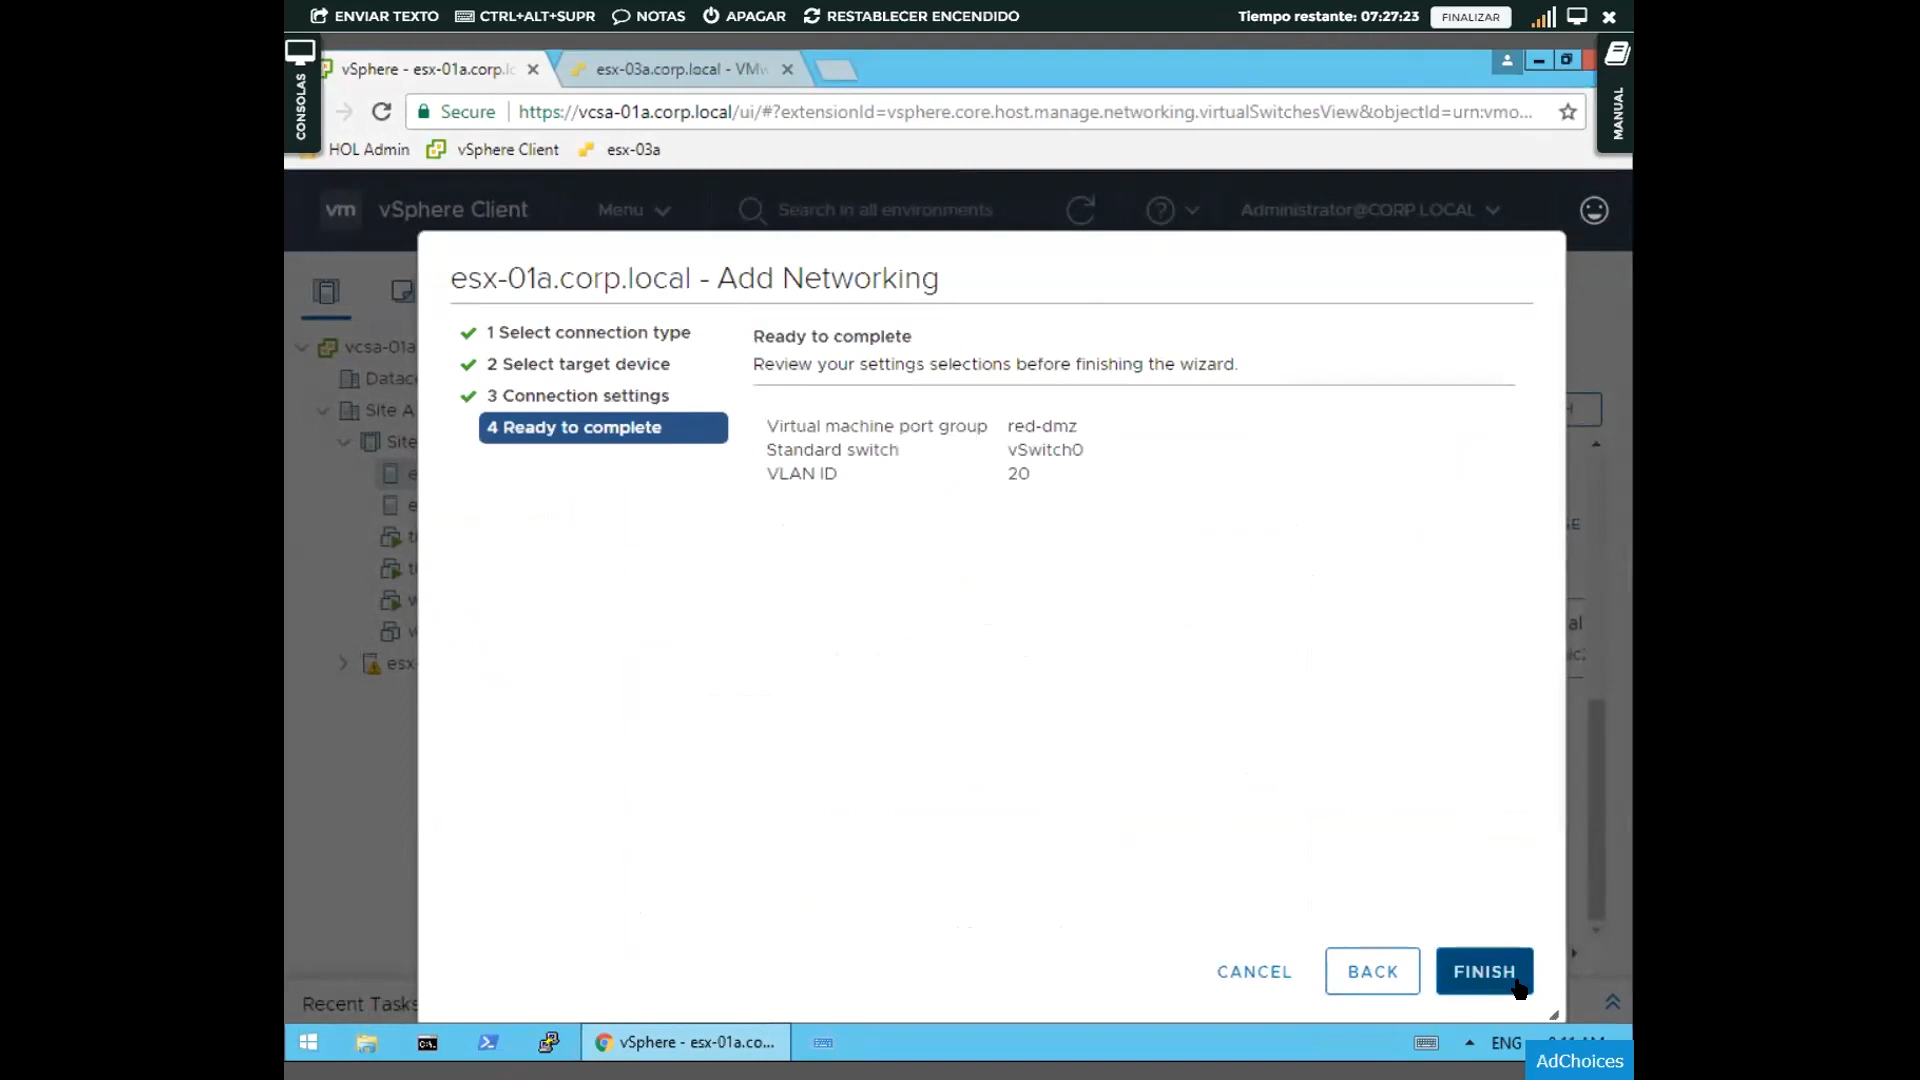 ENVIAR TEXTO CTRL+ALT+SUPR NOTAS APAGAR RESTABLECER ENCENDIDO Tiempo restante: 07:27:23 FINALIZAR
CONSOLAS
MANUAL
vSphere - esx-01a.corp.lo esx-03a.corp.local - VMw
Secure https://vcsa-01a.corp.local/ui/#?extensionId=vsphere.core.host.manage.networking.virtualSwitchesView&objectId=urn:vmo...
HOL Admin vSphere Client esx-03a
vm vSphere Client Menu Search in all environments Administrator@CORP.LOCAL
esx-01a.corp.local - Add Networking
1 Select connection type
2 Select target device
3 Connection settings
4 Ready to complete
Ready to complete
Review your settings selections before finishing the wizard.
Virtual machine port group red-dmz
Standard switch vSwitch0
VLAN ID 20
vcsa-01a
Datac
Site A
Site
esx-
CANCEL BACK FINISH
Recent Tasks
vSphere - esx-01a.co... ENG
AdChoices